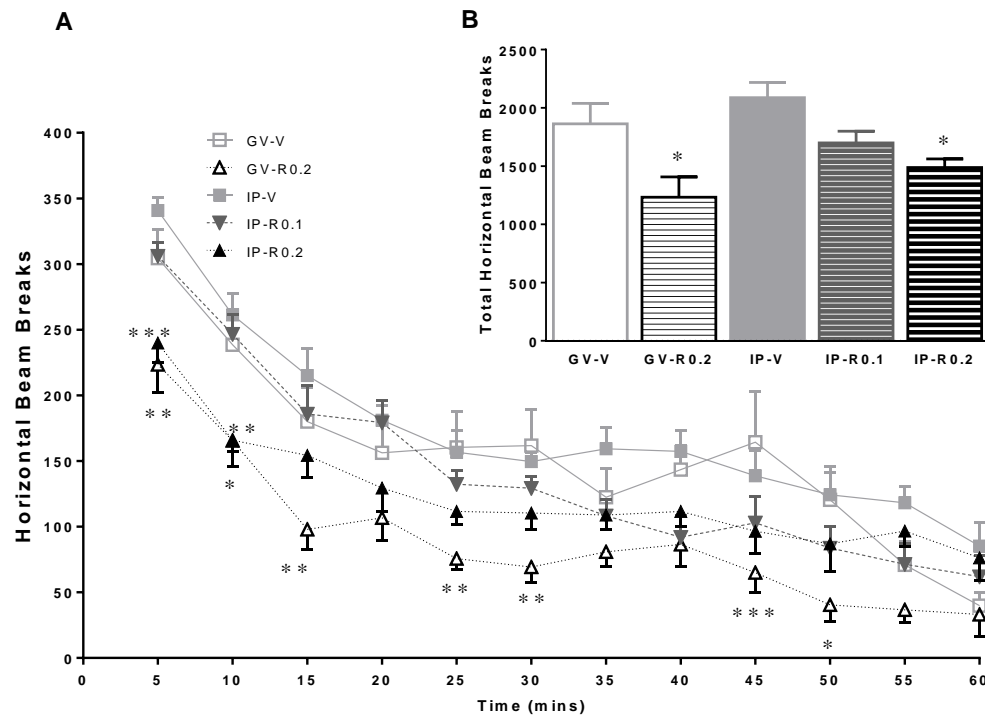 A
Horizontal Beam Breaks
400
350
300
250
200
150
100
50
0
GV-V
GV-R0.2
IP-V
IP-R0.1
IP-R0.2
***
**
**
*
**
**
**
***
*
0 5 10 15 20 25 30 35 40 45 50 55 60
Time (mins)
B
Total Horizontal Beam Breaks
2500
2000
1500
1000
500
0
*
*
GV-V GV-R0.2 IP-V IP-R0.1 IP-R0.2